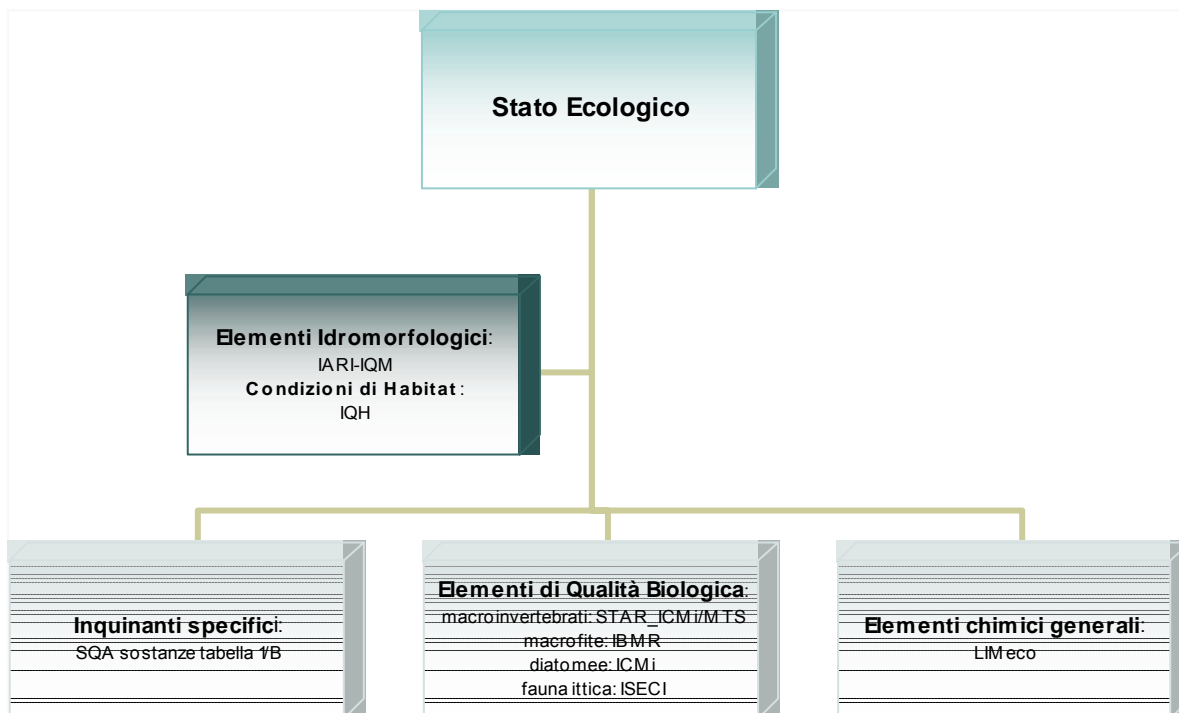 Stato Ecologico
Elementi Idromorfologici:
IARI-IQM
Condizioni di Habitat:
IQH
Inquinanti specifici:
SQA sostanze tabella 1/B
Elementi di Qualità Biologica:
macroinvertebrati: STAR_ICMi/MTS
macrofite: IBMR
diatomee: ICMi
fauna ittica: ISECI
Elementi chimici generali:
LIMeco